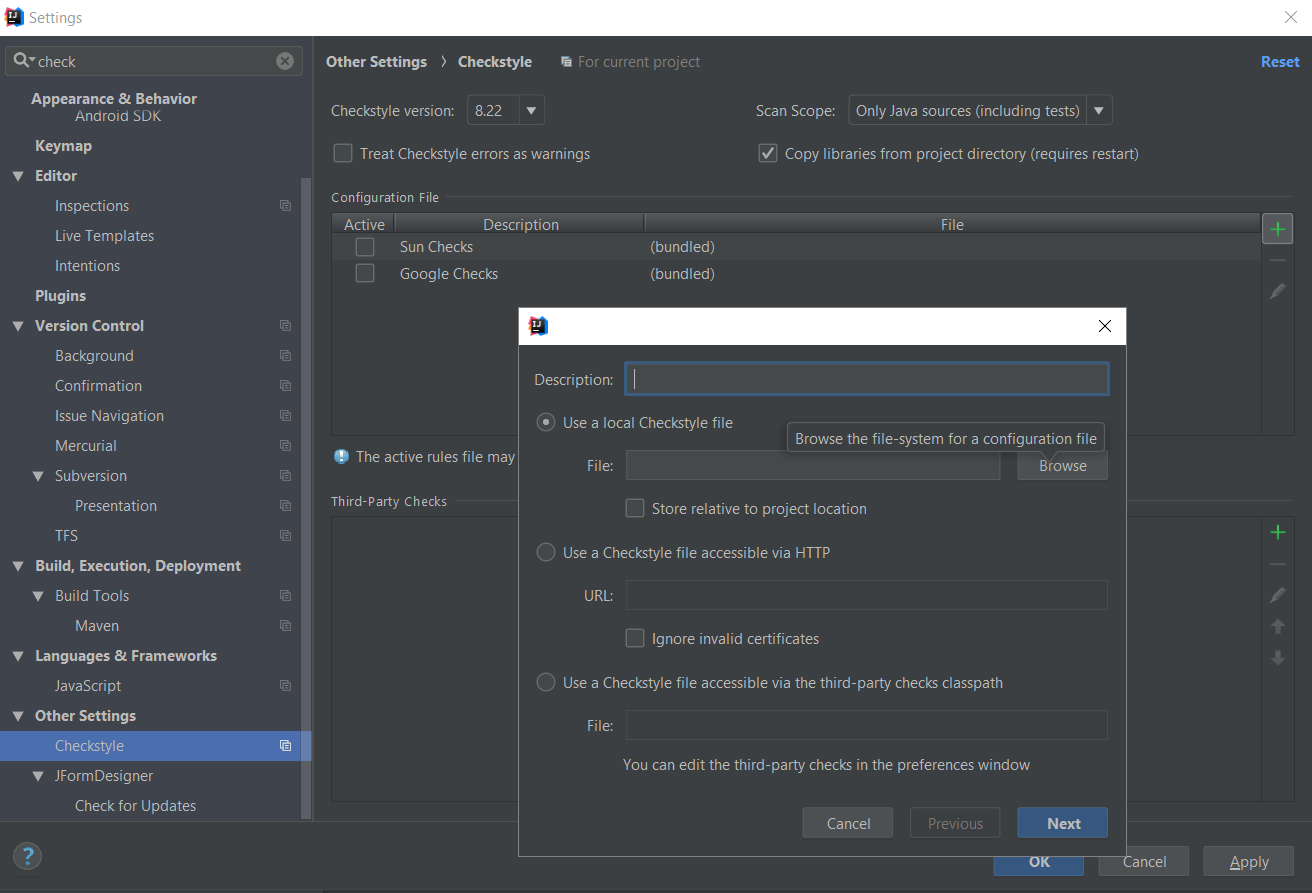 Settings
check
Appearance & Behavior
Android SDK
Keymap
Editor
Inspections
Live Templates
Intentions
Plugins
Version Control
Background
Confirmation
Issue Navigation
Mercurial
Subversion
Presentation
TFS
Build, Execution, Deployment
Build Tools
Maven
Languages & Frameworks
JavaScript
Other Settings
Checkstyle
JFormDesigner
Check for Updates
?
Other Settings › Checkstyle For current project Reset
Checkstyle version: 8.22 Scan Scope: Only Java sources (including tests)
Treat Checkstyle errors as warnings Copy libraries from project directory (requires restart)
Configuration File
Active Description File
Sun Checks (bundled)
Google Checks (bundled)
The active rules file may
Third-Party Checks
IJ
Description:
Use a local Checkstyle file
Browse the file-system for a configuration file
File: Browse
Store relative to project location
Use a Checkstyle file accessible via HTTP
URL:
Ignore invalid certificates
Use a Checkstyle file accessible via the third-party checks classpath
File:
You can edit the third-party checks in the preferences window
Cancel Previous Next
OK Cancel Apply